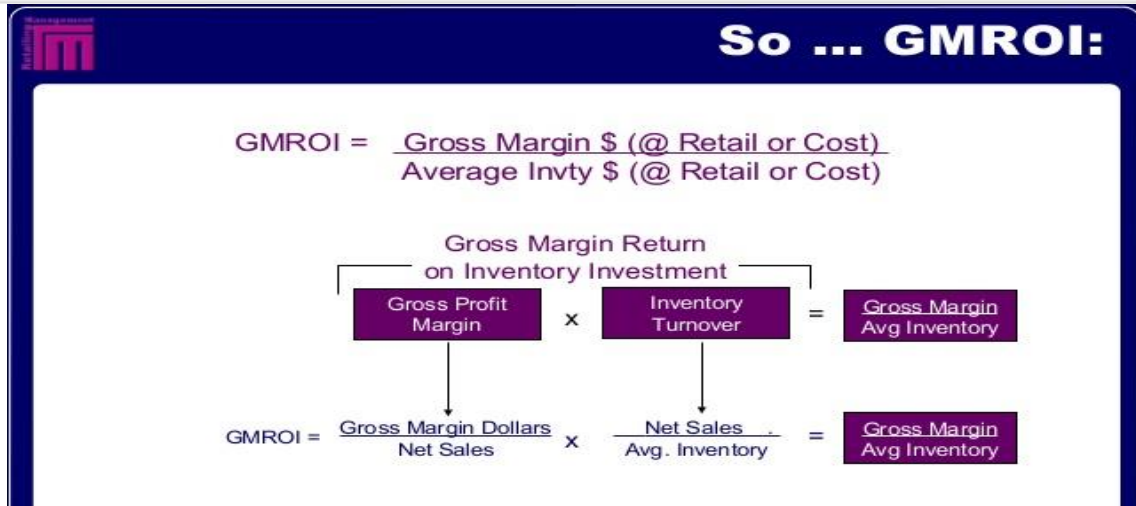 Retailing Management
So ... GMROI:
GMROI = Gross Margin $ (@ Retail or Cost)
Average Invty $ (@ Retail or Cost)
Gross Margin Return
on Inventory Investment
Gross Profit
Margin
x
Inventory
Turnover
=
Gross Margin
Avg Inventory
GMROI = Gross Margin Dollars
Net Sales
x
Net Sales .
Avg. Inventory
=
Gross Margin
Avg Inventory